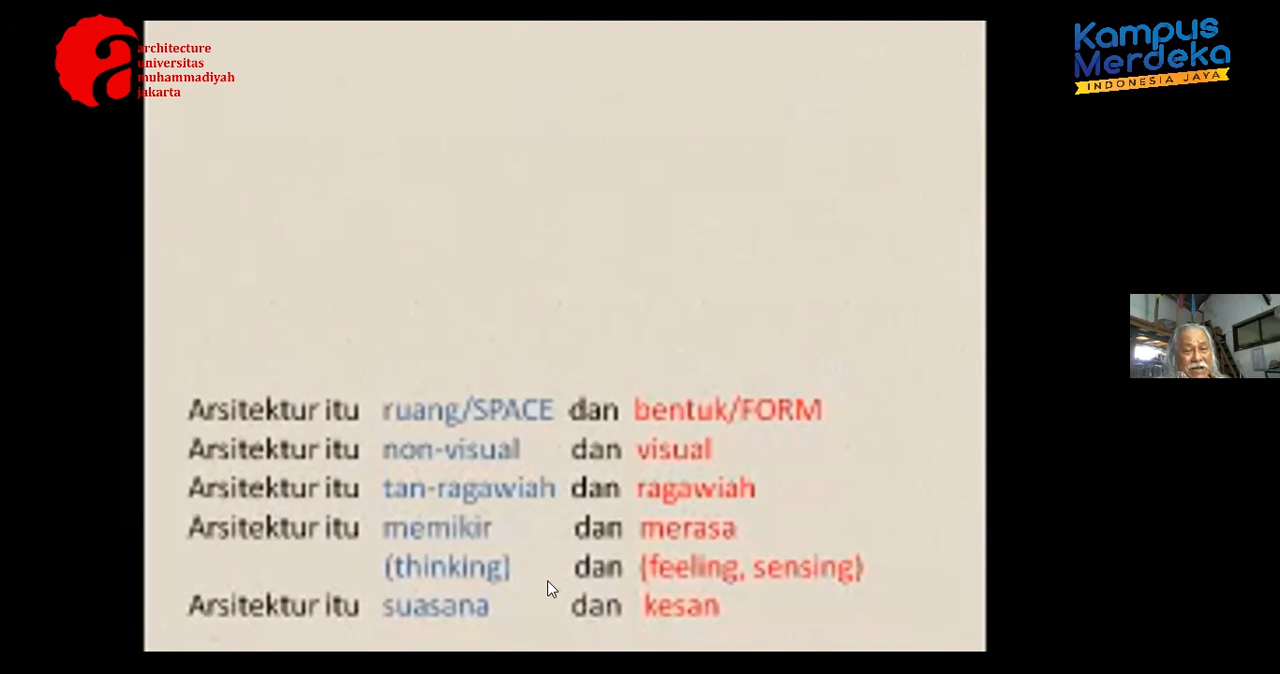 architecture
universitas
muhammadiyah
jakarta
Kampus
Merdeka
INDONESIA JAYA
Arsitektur itu ruang/SPACE dan bentuk/FORM
Arsitektur itu non-visual dan visual
Arsitektur itu tan-ragawiah dan ragawiah
Arsitektur itu memikir dan merasa
(thinking) dan (feeling, sensing)
Arsitektur itu suasana dan kesan